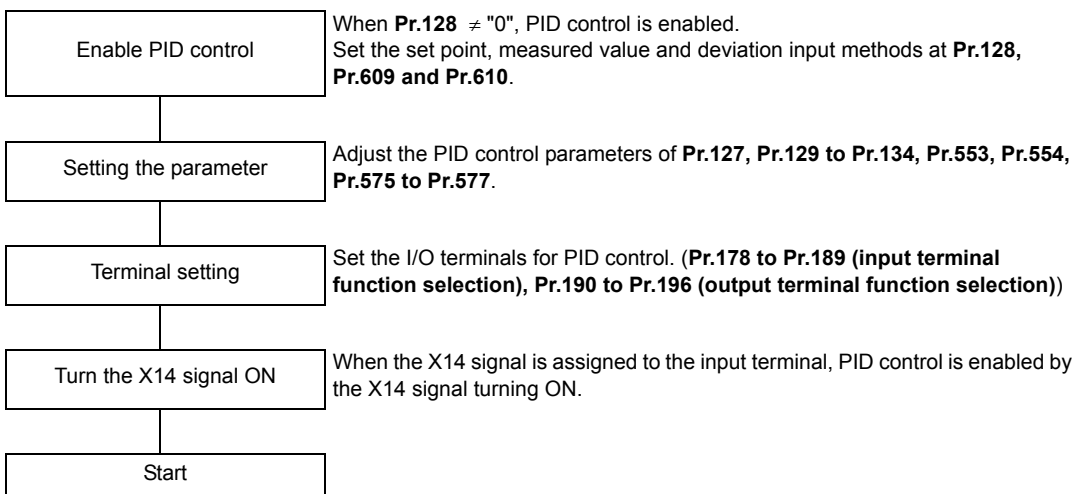 Enable PID control
When Pr.128 ≠ "0", PID control is enabled.
Set the set point, measured value and deviation input methods at Pr.128,
Pr.609 and Pr.610.
Setting the parameter
Adjust the PID control parameters of Pr.127, Pr.129 to Pr.134, Pr.553, Pr.554,
Pr.575 to Pr.577.
Terminal setting
Set the I/O terminals for PID control. (Pr.178 to Pr.189 (input terminal
function selection), Pr.190 to Pr.196 (output terminal function selection))
Turn the X14 signal ON
When the X14 signal is assigned to the input terminal, PID control is enabled by
the X14 signal turning ON.
Start